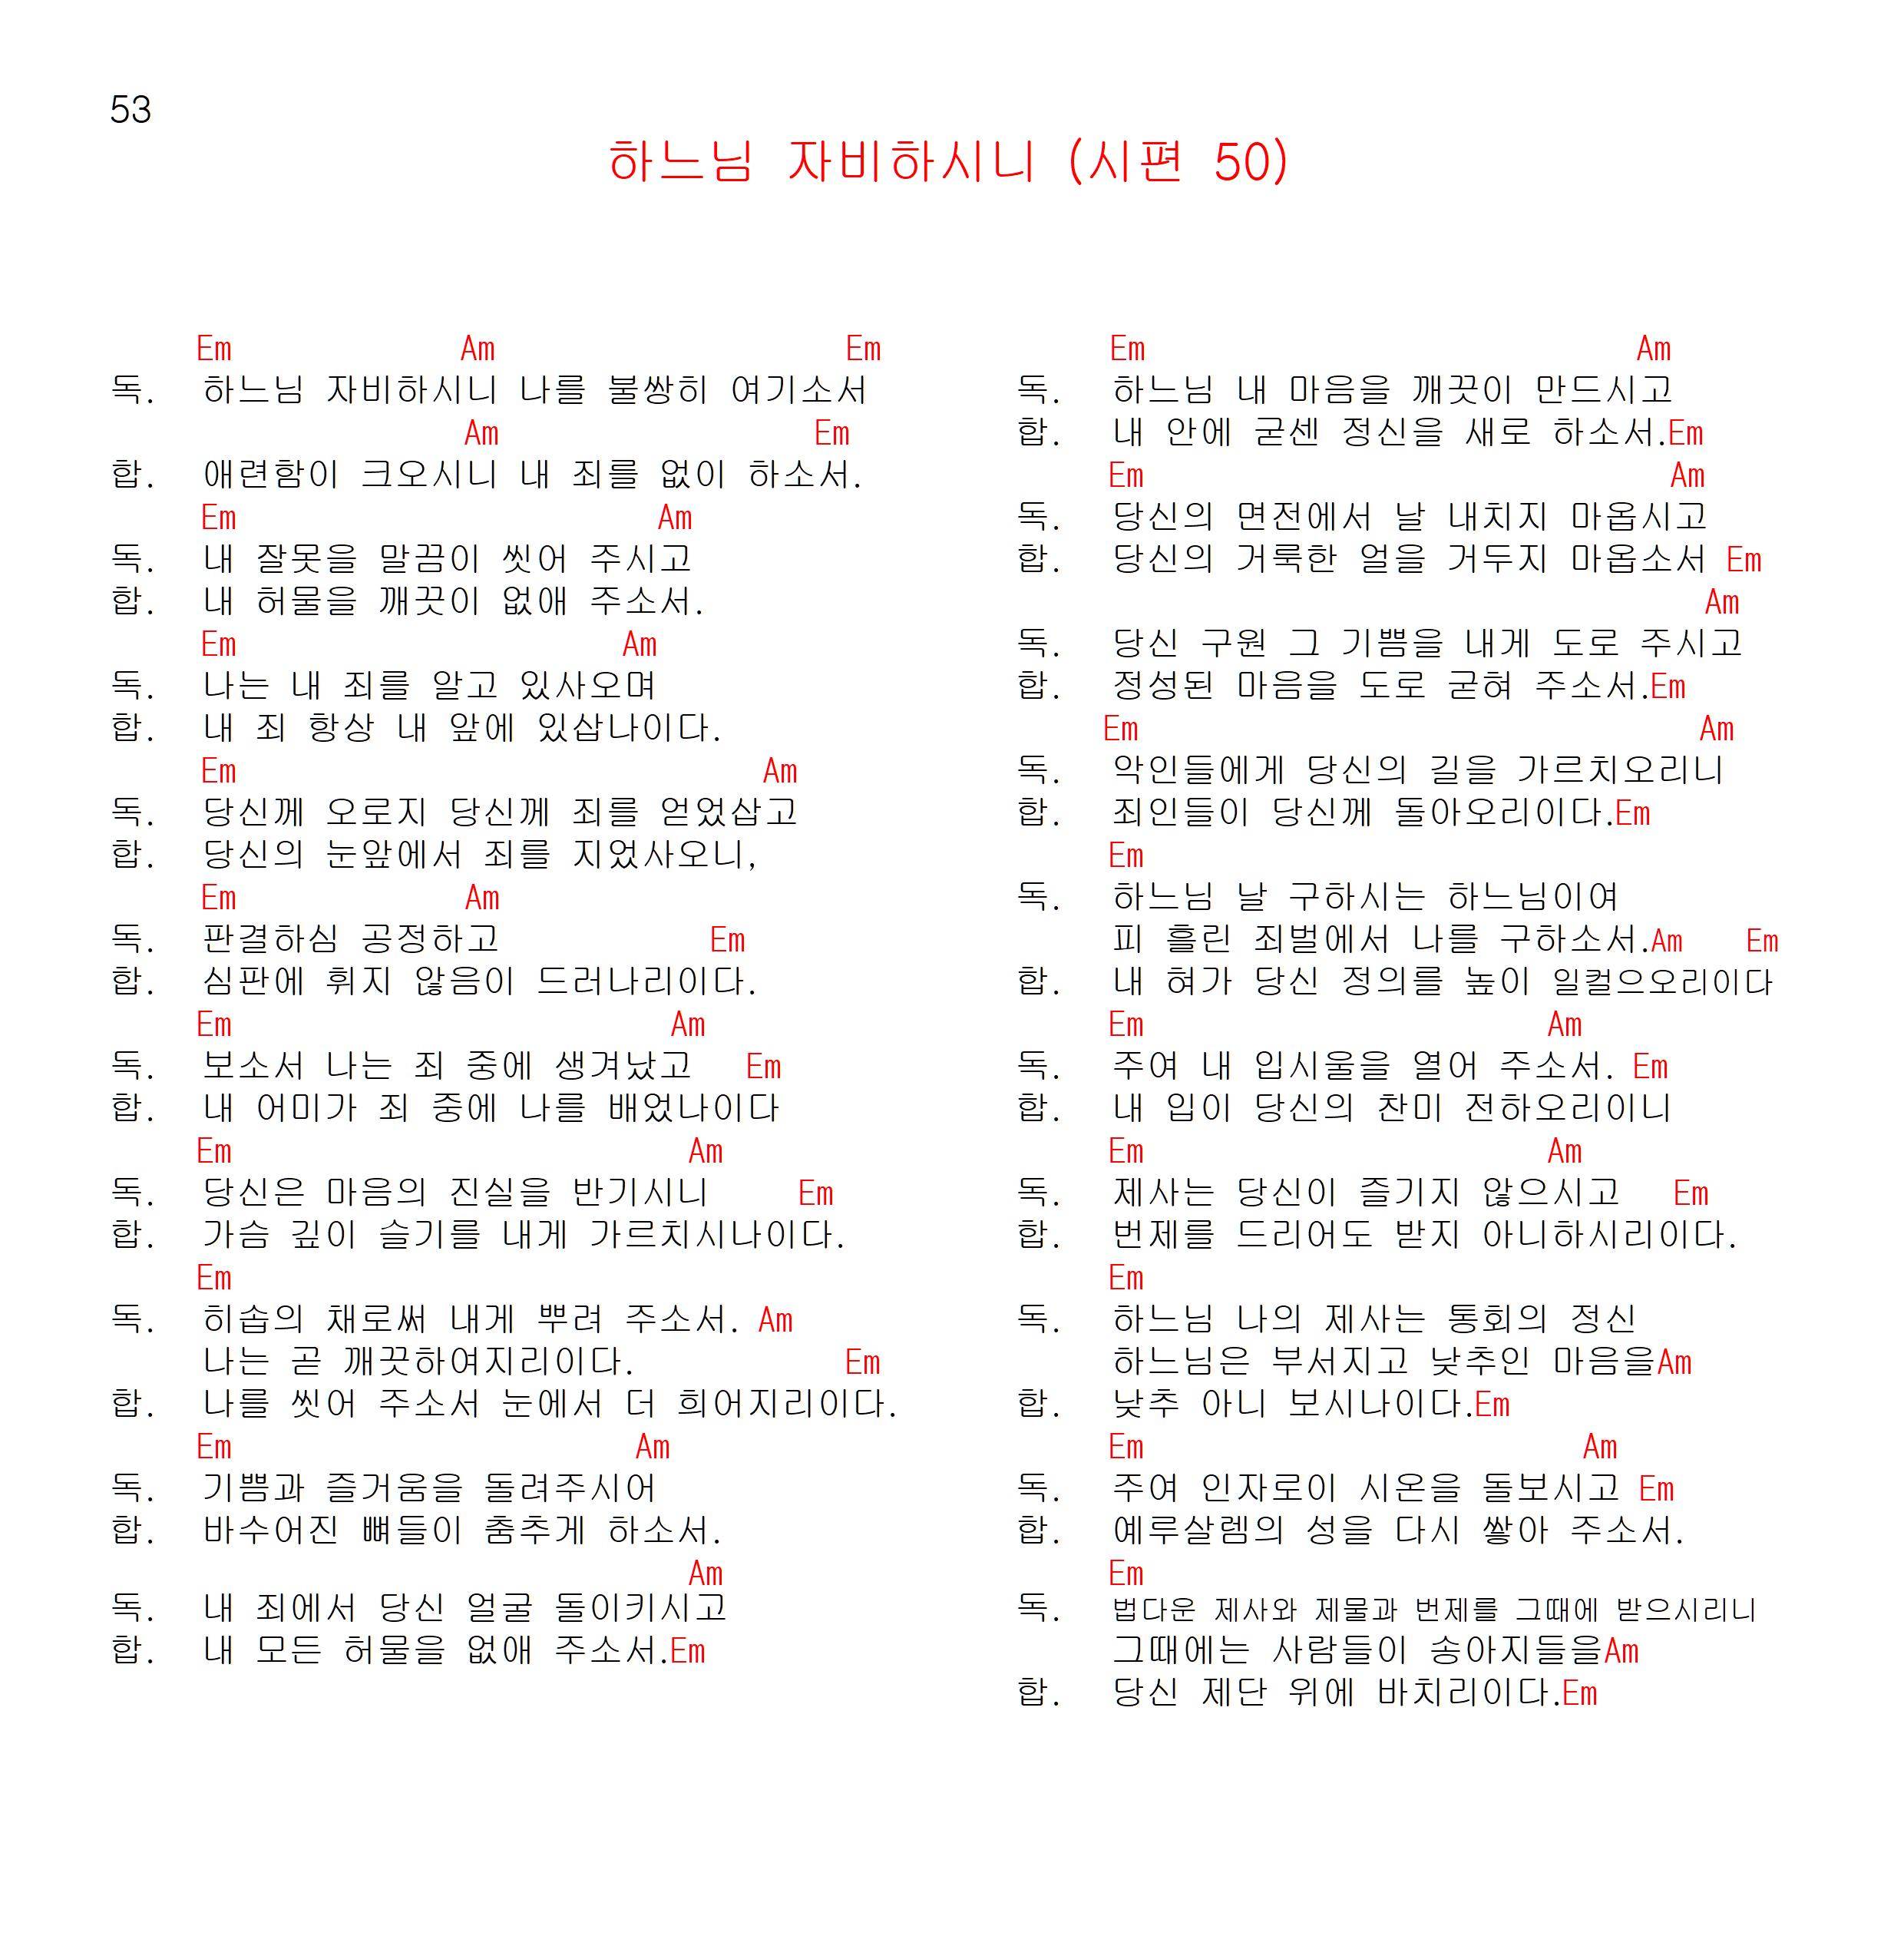 53
하느님 자비하시니 (시편 50)
Em Am Em
독. 하느님 자비하시니 나를 불쌍히 여기소서
Am Em
합. 애련함이 크오시니 내 죄를 없이 하소서.
Em Am
독. 내 잘못을 말끔이 씻어 주시고
합. 내 허물을 깨끗이 없애 주소서.
Em Am
독. 나는 내 죄를 알고 있사오며
합. 내 죄 항상 내 앞에 있삽나이다.
Em Am
독. 당신께 오로지 당신께 죄를 얻었삽고
합. 당신의 눈앞에서 죄를 지었사오니,
Em Am
독. 판결하심 공정하고 Em
합. 심판에 휘지 않음이 드러나리이다.
Em Am
독. 보소서 나는 죄 중에 생겨났고 Em
합. 내 어미가 죄 중에 나를 배었나이다
Em Am
독. 당신은 마음의 진실을 반기시니 Em
합. 가슴 깊이 슬기를 내게 가르치시나이다.
Em
독. 히솝의 채로써 내게 뿌려 주소서. Am
나는 곧 깨끗하여지리이다. Em
합. 나를 씻어 주소서 눈에서 더 희어지리이다.
Em Am
독. 기쁨과 즐거움을 돌려주시어
합. 바수어진 뼈들이 춤추게 하소서.
Am
독. 내 죄에서 당신 얼굴 돌이키시고
합. 내 모든 허물을 없애 주소서.Em
Em Am
독. 하느님 내 마음을 깨끗이 만드시고
합. 내 안에 굳센 정신을 새로 하소서.Em
Em Am
독. 당신의 면전에서 날 내치지 마옵시고
합. 당신의 거룩한 얼을 거두지 마옵소서 Em
Am
독. 당신 구원 그 기쁨을 내게 도로 주시고
합. 정성된 마음을 도로 굳혀 주소서.Em
Em Am
독. 악인들에게 당신의 길을 가르치오리니
합. 죄인들이 당신께 돌아오리이다.Em
Em
독. 하느님 날 구하시는 하느님이여
피 흘린 죄벌에서 나를 구하소서.Am Em
합. 내 혀가 당신 정의를 높이 일컬으오리이다
Em Am
독. 주여 내 입시울을 열어 주소서. Em
합. 내 입이 당신의 찬미 전하오리이니
Em Am
독. 제사는 당신이 즐기지 않으시고 Em
합. 번제를 드리어도 받지 아니하시리이다.
Em
독. 하느님 나의 제사는 통회의 정신
하느님은 부서지고 낮추인 마음을Am
합. 낮추 아니 보시나이다.Em
Em Am
독. 주여 인자로이 시온을 돌보시고 Em
합. 예루살렘의 성을 다시 쌓아 주소서.
Em
독. 법다운 제사와 제물과 번제를 그때에 받으시리니
그때에는 사람들이 송아지들을Am
합. 당신 제단 위에 바치리이다.Em